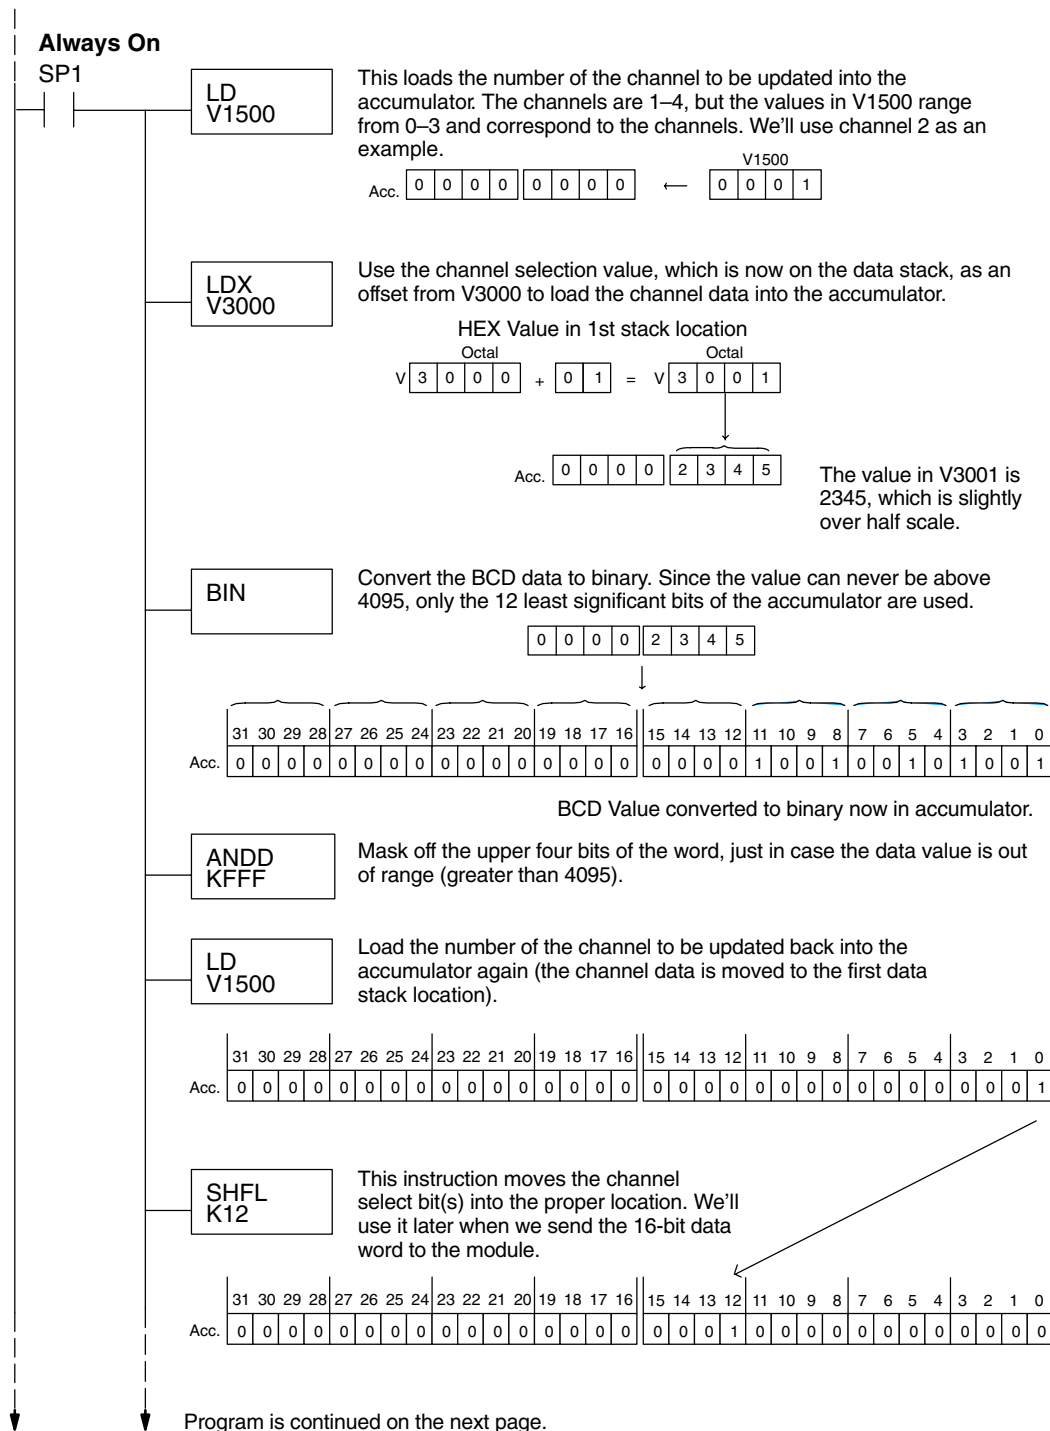 Always On
SP1
LD
V1500
This loads the number of the channel to be updated into the
accumulator. The channels are 1–4, but the values in V1500 range
from 0–3 and correspond to the channels. We'll use channel 2 as an
example.
V1500
Acc. 0 0 0 0 0 0 0 0 ← 0 0 0 1
LDX
V3000
Use the channel selection value, which is now on the data stack, as an
offset from V3000 to load the channel data into the accumulator.
HEX Value in 1st stack location
Octal Octal
V 3 0 0 0 + 0 1 = V 3 0 0 1
Acc. 0 0 0 0 2 3 4 5
The value in V3001 is
2345, which is slightly
over half scale.
BIN
Convert the BCD data to binary. Since the value can never be above
4095, only the 12 least significant bits of the accumulator are used.
0 0 0 0 2 3 4 5
31 30 29 28 27 26 25 24 23 22 21 20 19 18 17 16 15 14 13 12 11 10 9 8 7 6 5 4 3 2 1 0
Acc. 0 0 0 0 0 0 0 0 0 0 0 0 0 0 0 0 0 0 0 0 1 0 0 1 0 0 1 0 1 0 0 1
BCD Value converted to binary now in accumulator.
ANDD
KFFF
Mask off the upper four bits of the word, just in case the data value is out
of range (greater than 4095).
LD
V1500
Load the number of the channel to be updated back into the
accumulator again (the channel data is moved to the first data
stack location).
31 30 29 28 27 26 25 24 23 22 21 20 19 18 17 16 15 14 13 12 11 10 9 8 7 6 5 4 3 2 1 0
Acc. 0 0 0 0 0 0 0 0 0 0 0 0 0 0 0 0 0 0 0 0 0 0 0 0 0 0 0 0 0 0 0 1
SHFL
K12
This instruction moves the channel
select bit(s) into the proper location. We'll
use it later when we send the 16-bit data
word to the module.
31 30 29 28 27 26 25 24 23 22 21 20 19 18 17 16 15 14 13 12 11 10 9 8 7 6 5 4 3 2 1 0
Acc. 0 0 0 0 0 0 0 0 0 0 0 0 0 0 0 0 0 0 0 1 0 0 0 0 0 0 0 0 0 0 0 0
Program is continued on the next page.